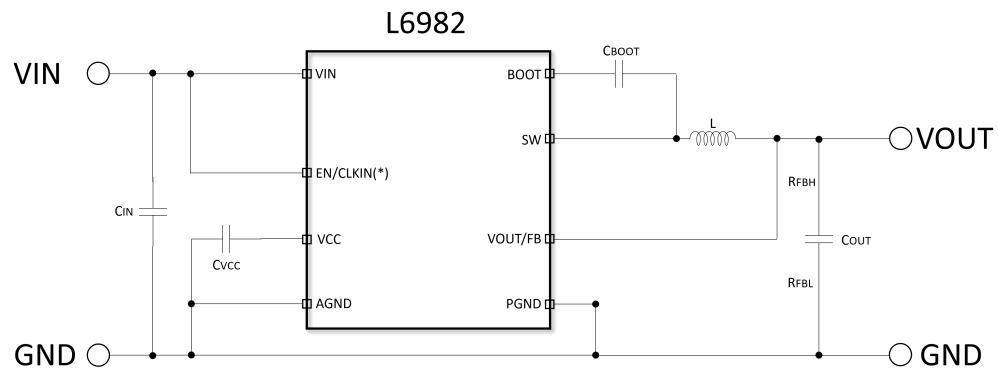 L6982
CBOOT
VIN
VIN
BOOT
L
SW
VOUT
EN/CLKIN(*)
RFBH
CIN
VCC
VOUT/FB
COUT
CVCC
RFBL
AGND
PGND
GND
GND